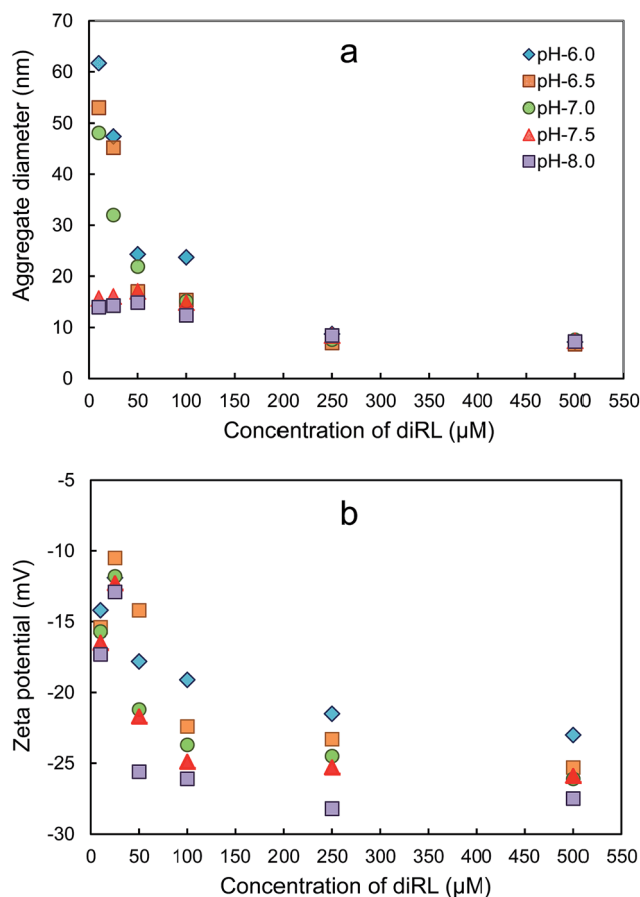 a
70
60
50
40
30
20
10
0
Aggregate diameter (nm)
pH-6.0
pH-6.5
pH-7.0
pH-7.5
pH-8.0
0 50 100 150 200 250 300 350 400 450 500 550
Concentration of diRL (µM)
b
-5
-10
-15
-20
-25
-30
Zeta potential (mV)
0 50 100 150 200 250 300 350 400 450 500 550
Concentration of diRL (µM)